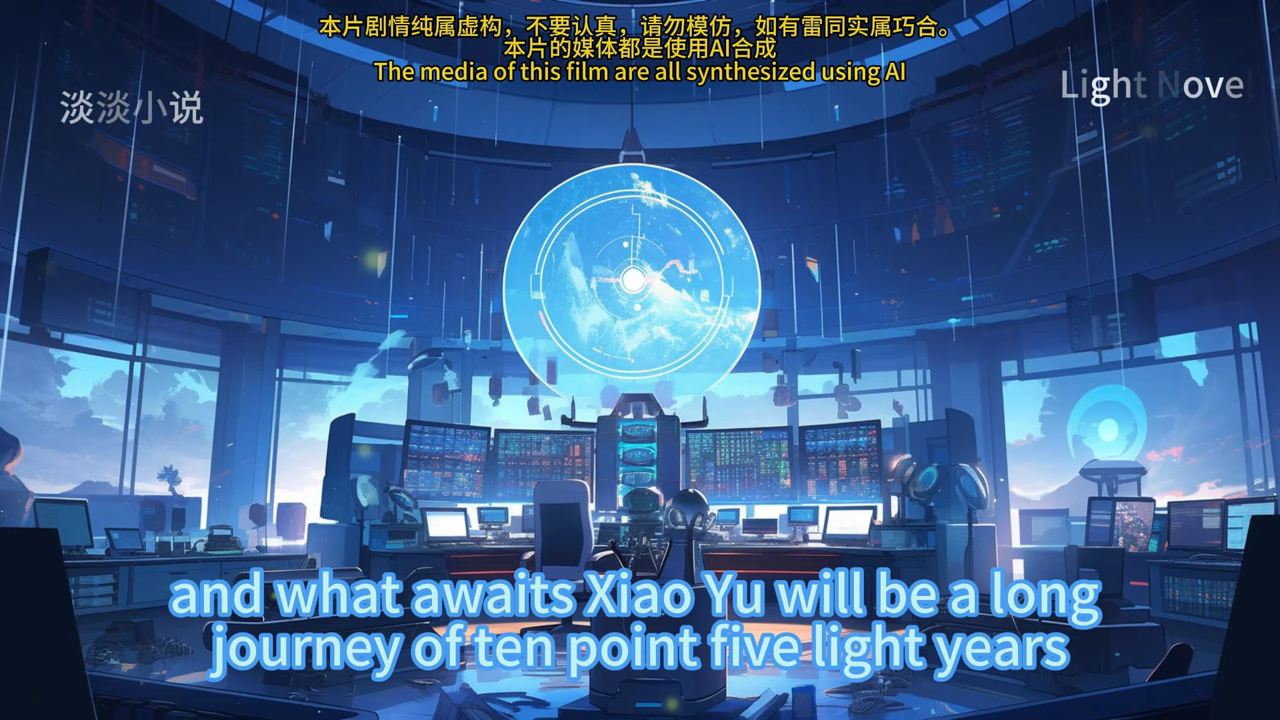 本片剧情纯属虚构，不要认真，请勿模仿，如有雷同实属巧合。
本片的媒体都是使用AI合成
The media of this film are all synthesized using AI
淡淡小说
Light Novel
and what awaits Xiao Yu will be a long
journey of ten point five light years